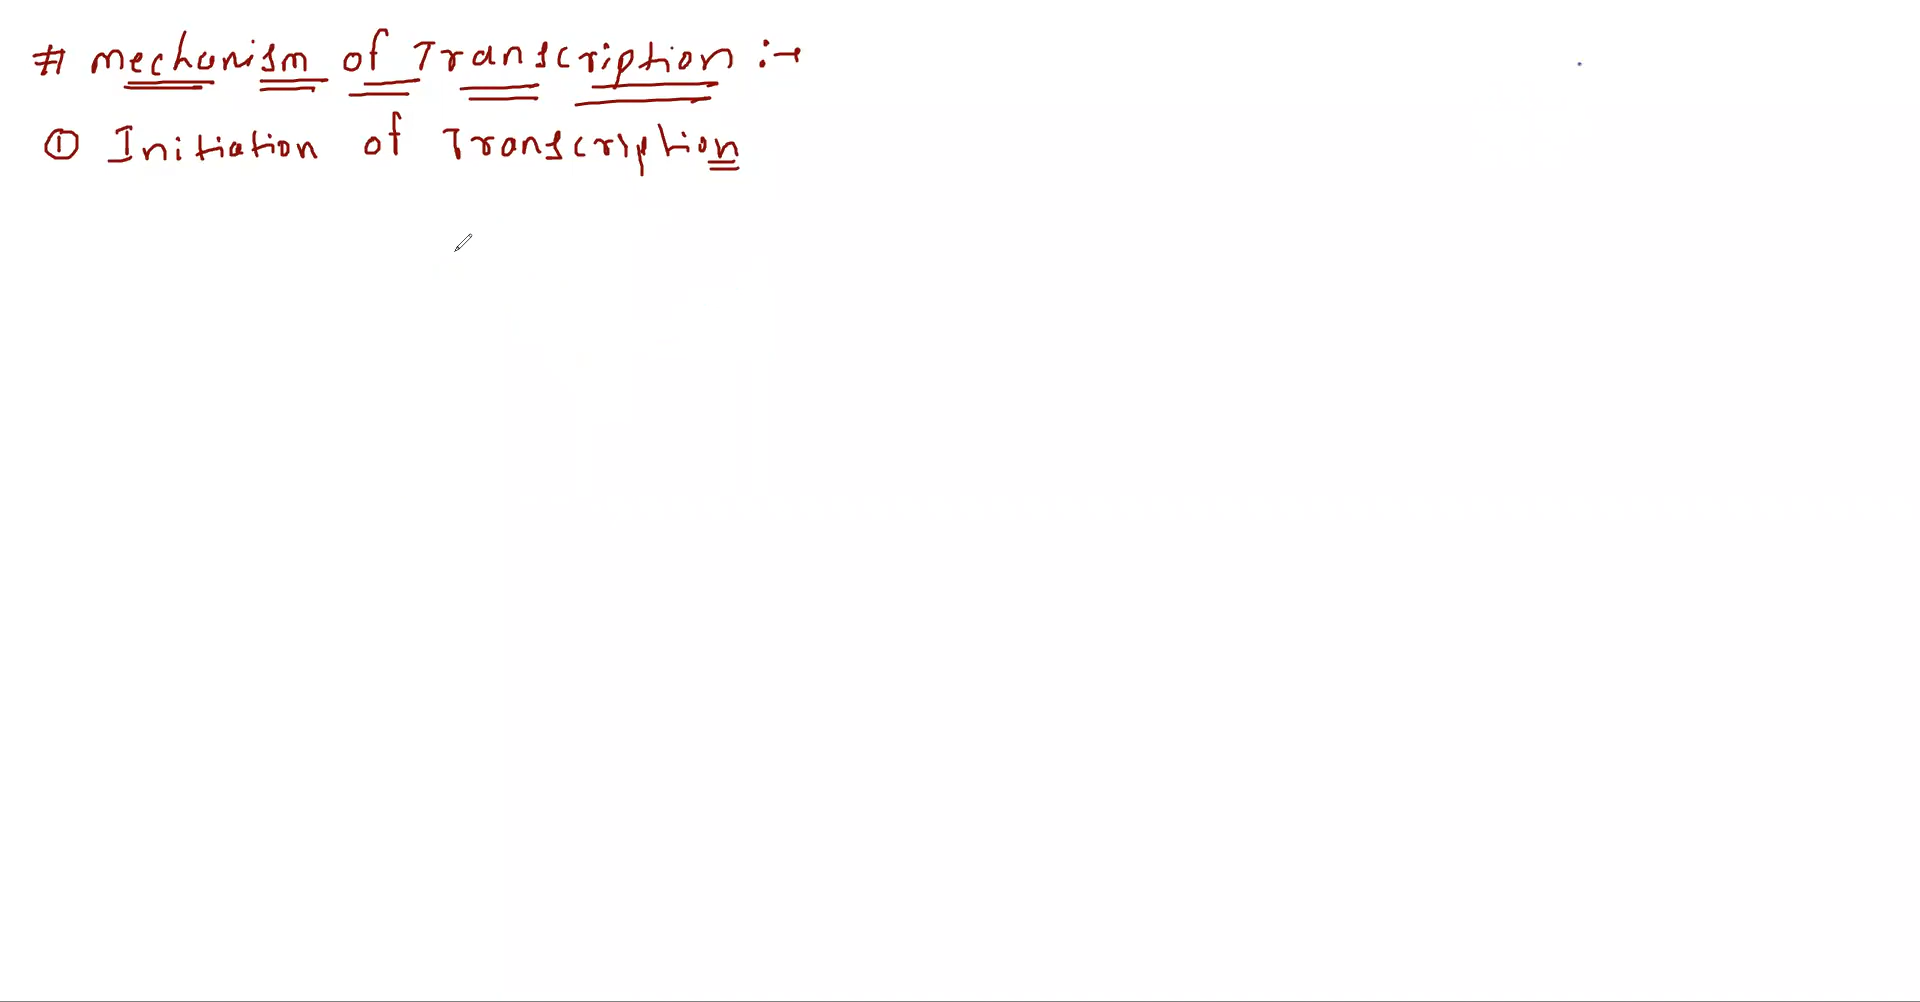 # mechanism of Transcription :→
① Initiation of Transcription